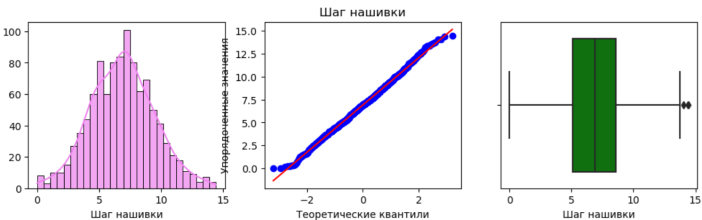 Шаг нашивки
100
80
60
40
20
0
0 5 10 15
Шаг нашивки
Упорядоченные значения
15.0
12.5
10.0
7.5
5.0
2.5
0.0
−2 0 2
Теоретические квантили
0 5 10 15
Шаг нашивки